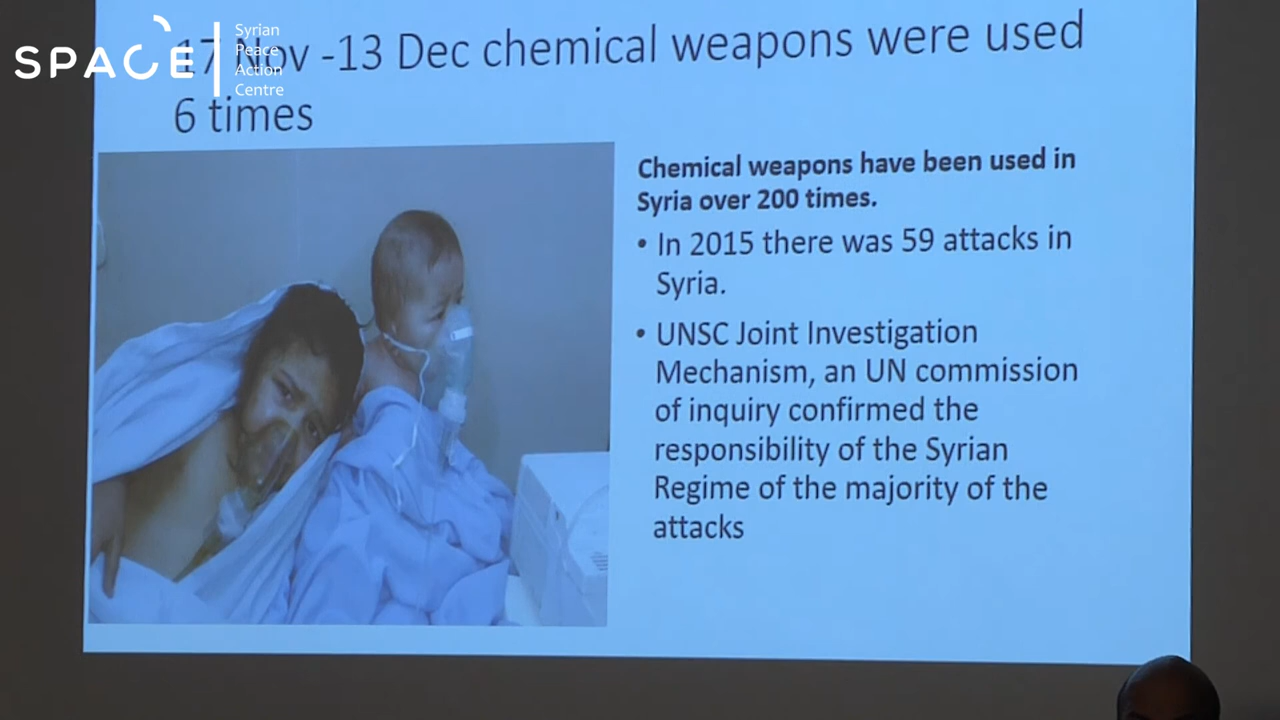 SPACE
Syrian
Peace
Action
Centre
17 Nov -13 Dec chemical weapons were used
6 times
Chemical weapons have been used in
Syria over 200 times.
• In 2015 there was 59 attacks in
Syria.
• UNSC Joint Investigation
Mechanism, an UN commission
of inquiry confirmed the
responsibility of the Syrian
Regime of the majority of the
attacks